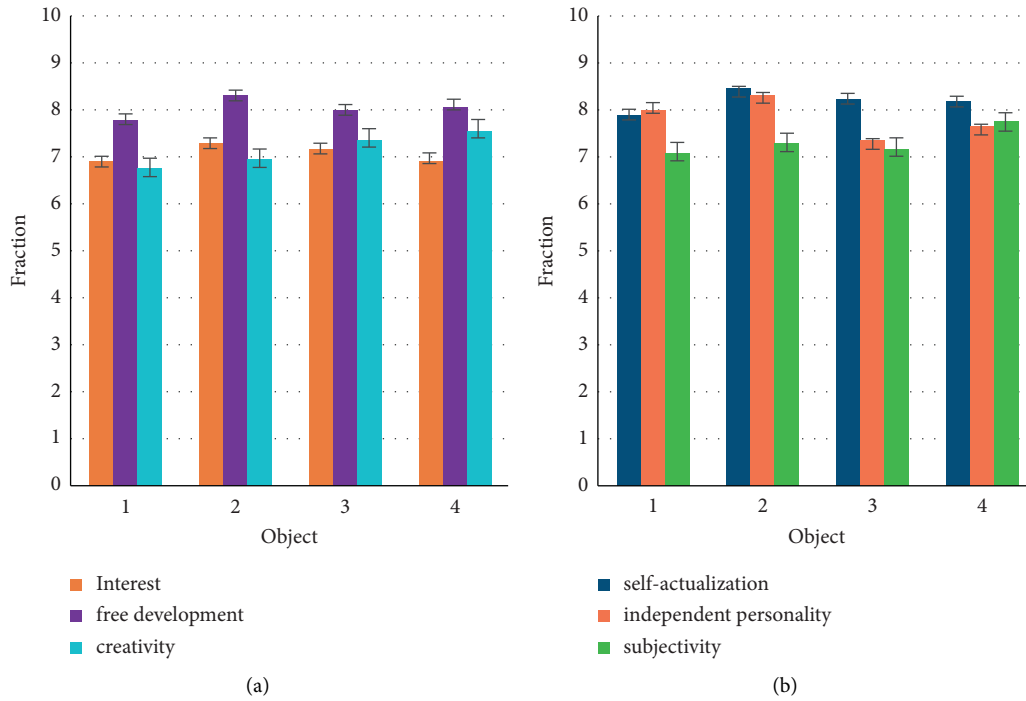 10
9
8
7
6
5
4
3
2
1
0
Fraction
1 2 3 4
Object
Interest
free development
creativity
(a)
10
9
8
7
6
5
4
3
2
1
0
Fraction
1 2 3 4
Object
self-actualization
independent personality
subjectivity
(b)